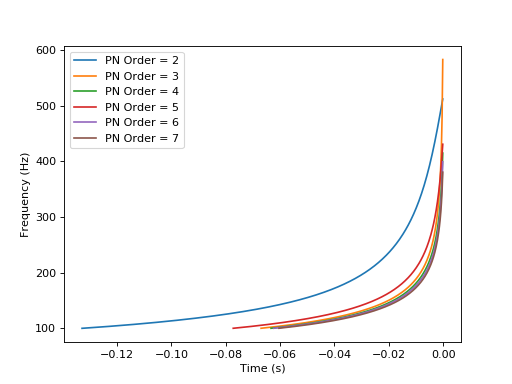 600
500
400
300
200
100
Frequency (Hz)
PN Order = 2
PN Order = 3
PN Order = 4
PN Order = 5
PN Order = 6
PN Order = 7
−0.12 −0.10 −0.08 −0.06 −0.04 −0.02 0.00
Time (s)